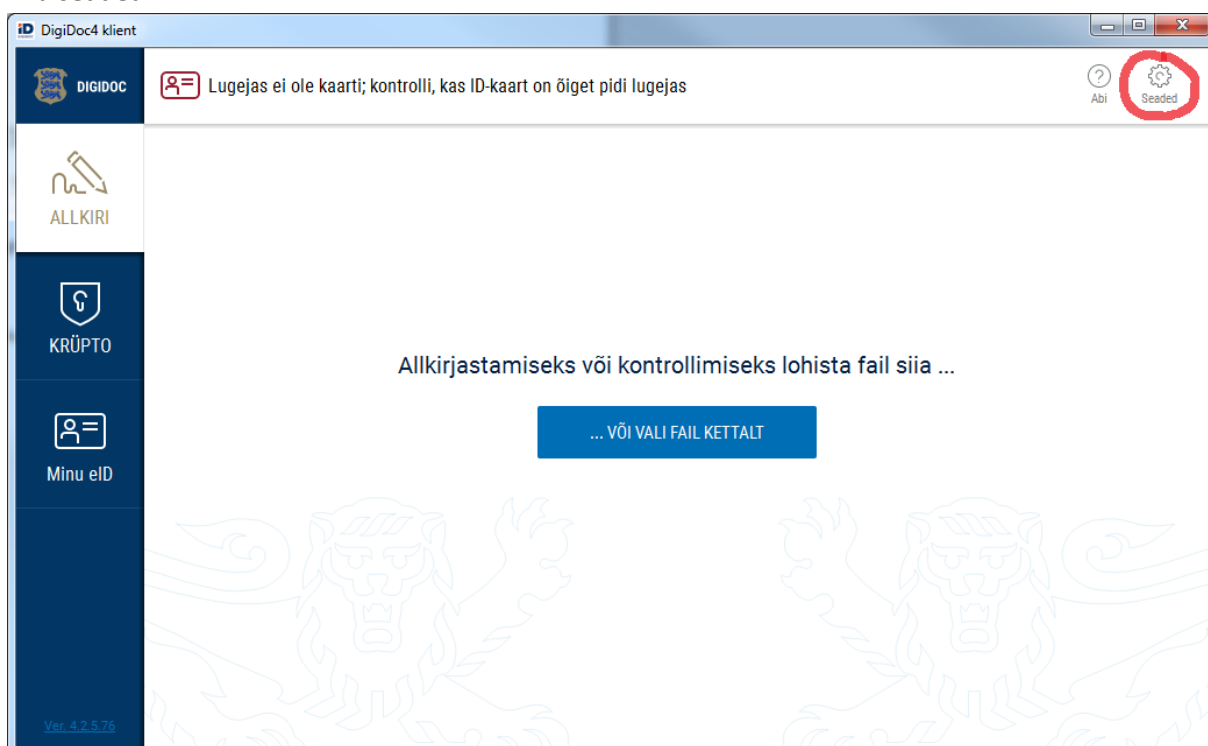 DigiDoc4 klient
DIGIDOC
Lugejas ei ole kaarti; kontrolli, kas ID-kaart on õiget pidi lugejas
Abi
Seaded
ALLKIRI
KRÜPTO
Allkirjastamiseks või kontrollimiseks lohista fail siia ...
... VÕI VALI FAIL KETTALT
Minu eID
Ver. 4.2.5.76